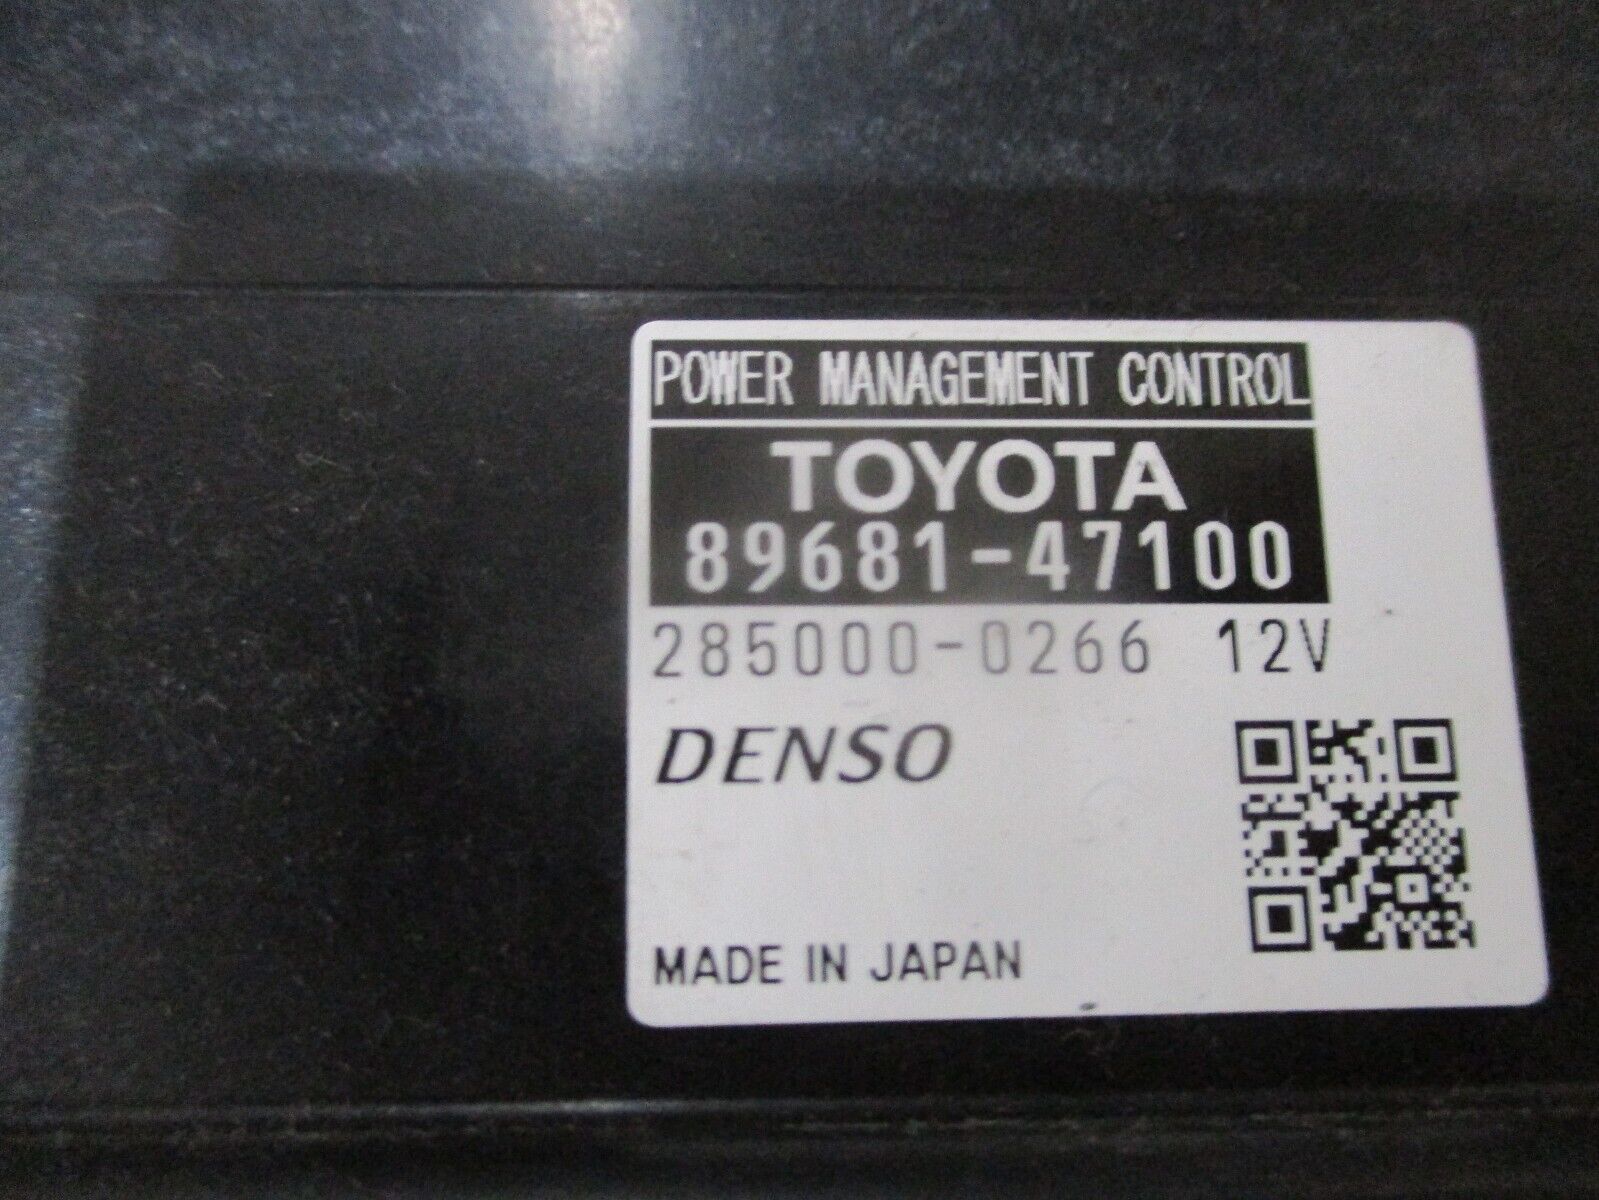 POWER MANAGEMENT CONTROL
TOYOTA
89681-47100
285000-0266 12V
DENSO
MADE IN JAPAN